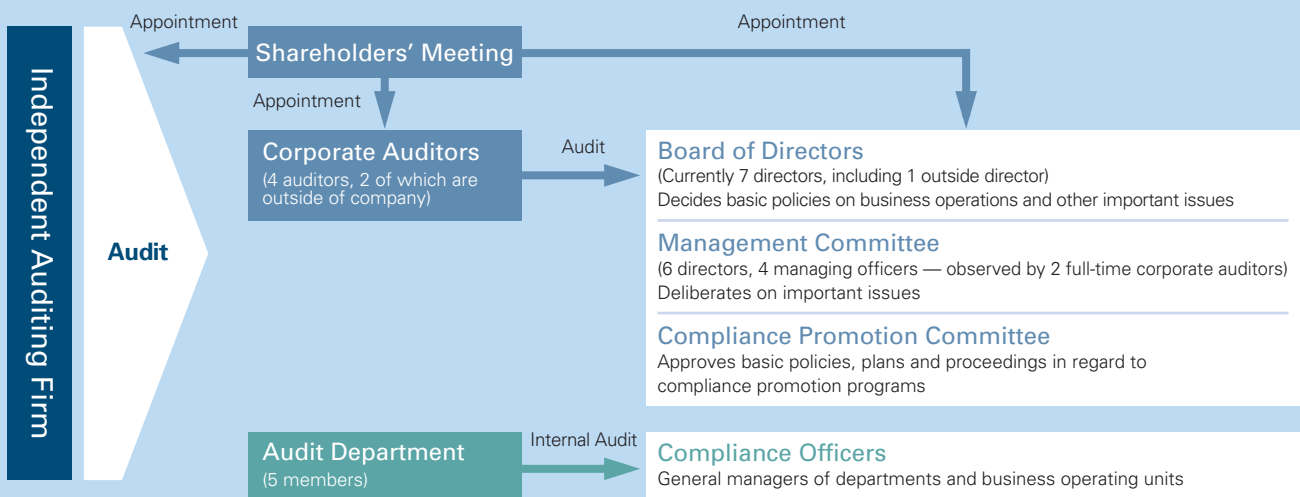 Appointment
Appointment
Shareholders’ Meeting
Appointment
Independent Auditing Firm
Audit
Corporate Auditors
(4 auditors, 2 of which are
outside of company)
Audit
Board of Directors
(Currently 7 directors, including 1 outside director)
Decides basic policies on business operations and other important issues
Management Committee
(6 directors, 4 managing officers — observed by 2 full-time corporate auditors)
Deliberates on important issues
Compliance Promotion Committee
Approves basic policies, plans and proceedings in regard to
compliance promotion programs
Audit Department
(5 members)
Internal Audit
Compliance Officers
General managers of departments and business operating units